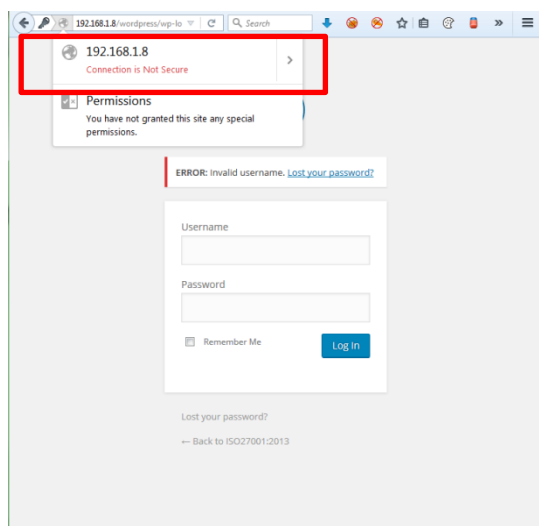 192.168.1.8/wordpress/wp-lo
Search
192.168.1.8
Connection is Not Secure
Permissions
You have not granted this site any special
permissions.
ERROR: Invalid username. Lost your password?
Username
Password
Remember Me
Log In
Lost your password?
← Back to ISO27001:2013